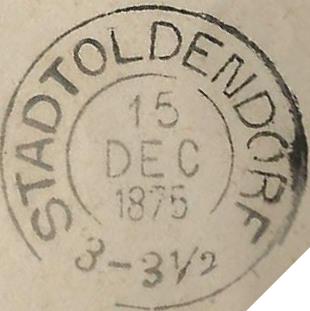 STADTOLDENDORF
15
DEC
1875
3-3½